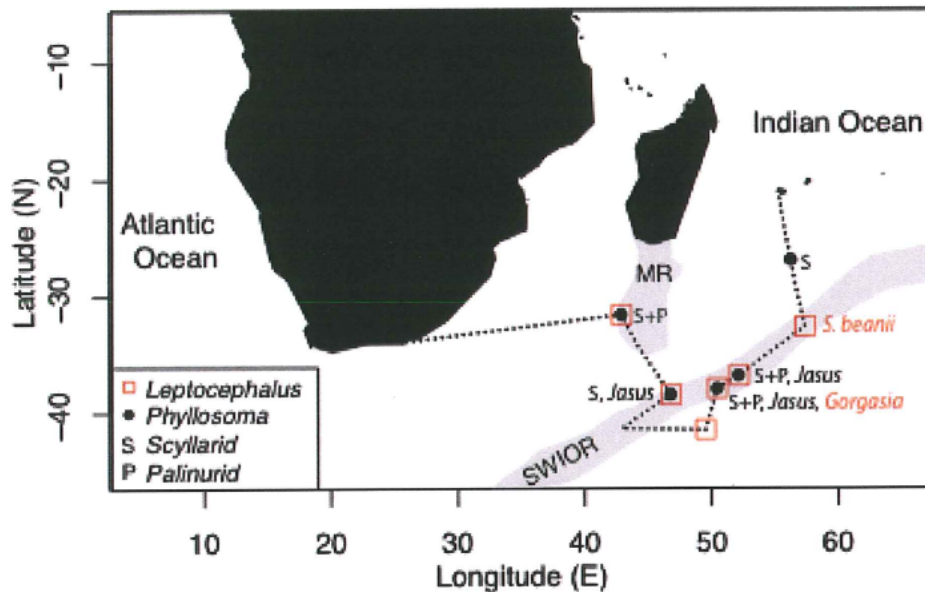 −10
−20
−30
−40
Latitude (N)
Atlantic
Ocean
Indian Ocean
MR
S
S+P
S. beanii
S, Jasus
S+P, Jasus
S+P, Jasus, Gorgasia
SWIOR
Leptocephalus
Phyllosoma
S Scyllarid
P Palinurid
10 20 30 40 50 60
Longitude (E)